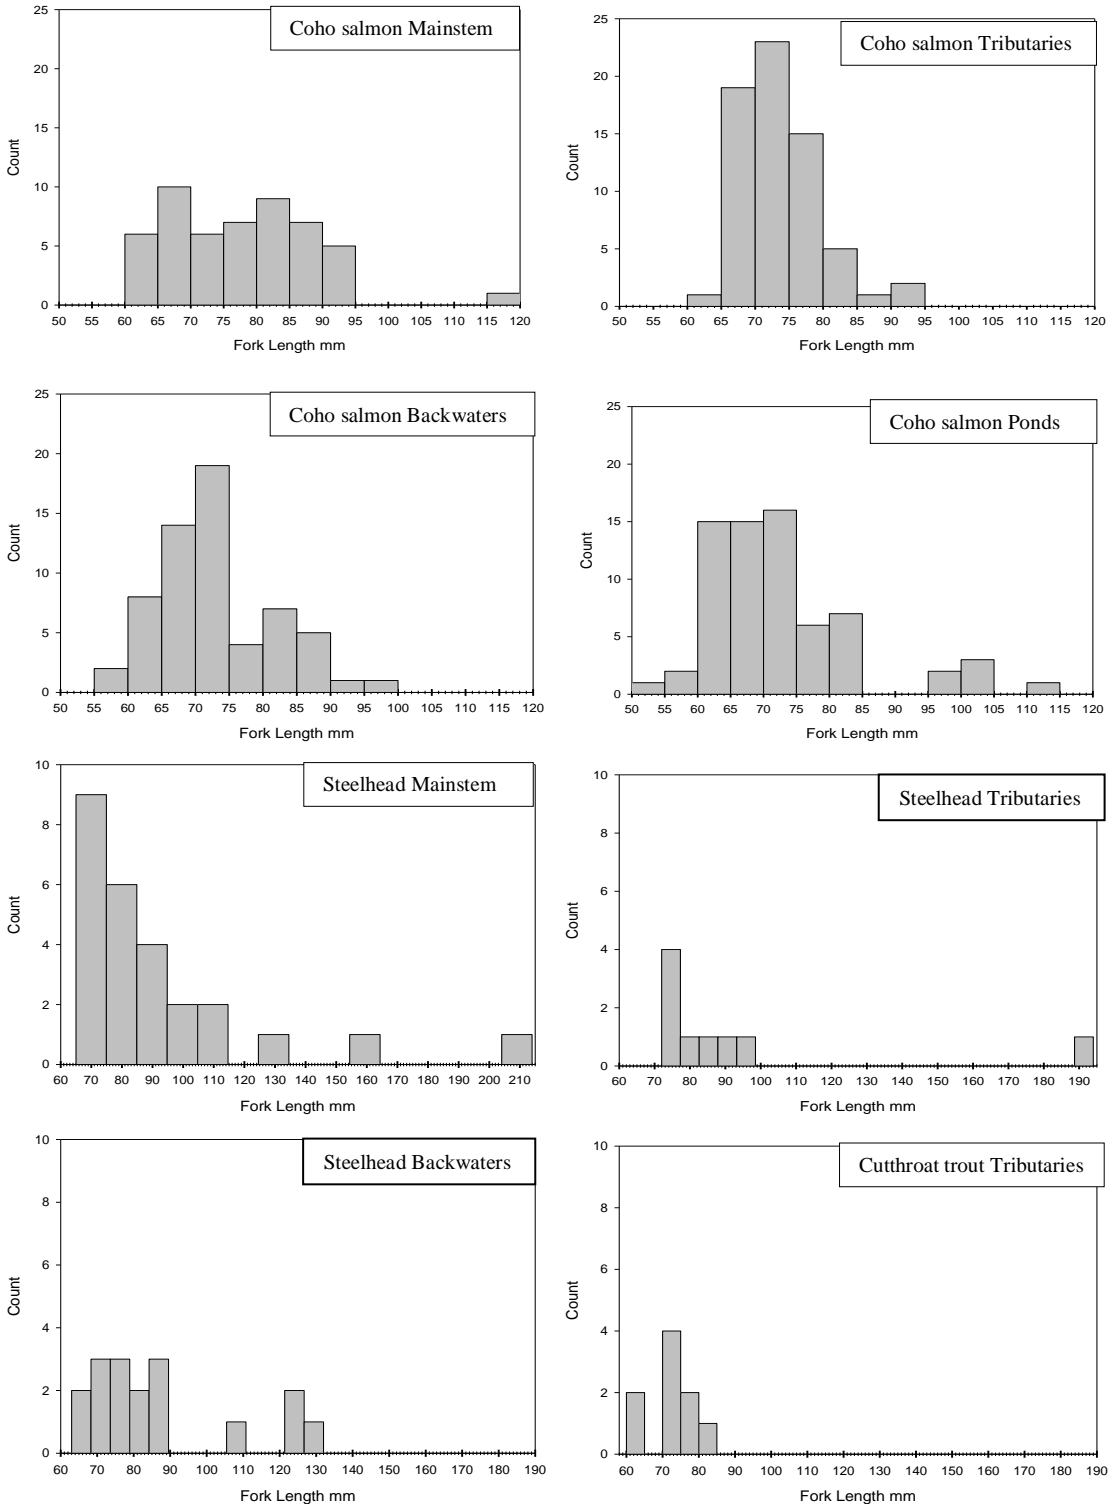 Coho salmon Mainstem
25
20
15
10
5
0
Count
50 55 60 65 70 75 80 85 90 95 100 105 110 115 120
Fork Length mm
Coho salmon Tributaries
25
20
15
10
5
0
Count
50 55 60 65 70 75 80 85 90 95 100 105 110 115 120
Fork Length mm
Coho salmon Backwaters
25
20
15
10
5
0
Count
50 55 60 65 70 75 80 85 90 95 100 105 110 115 120
Fork Length mm
Coho salmon Ponds
25
20
15
10
5
0
Count
50 55 60 65 70 75 80 85 90 95 100 105 110 115 120
Fork Length mm
Steelhead Mainstem
10
8
6
4
2
0
Count
60 70 80 90 100 110 120 130 140 150 160 170 180 190 200 210
Fork Length mm
Steelhead Tributaries
10
8
6
4
2
0
Count
60 70 80 90 100 110 120 130 140 150 160 170 180 190
Fork Length mm
Steelhead Backwaters
10
8
6
4
2
0
Count
60 70 80 90 100 110 120 130 140 150 160 170 180 190
Fork Length mm
Cutthroat trout Tributaries
10
8
6
4
2
0
Count
60 70 80 90 100 110 120 130 140 150 160 170 180 190
Fork Length mm